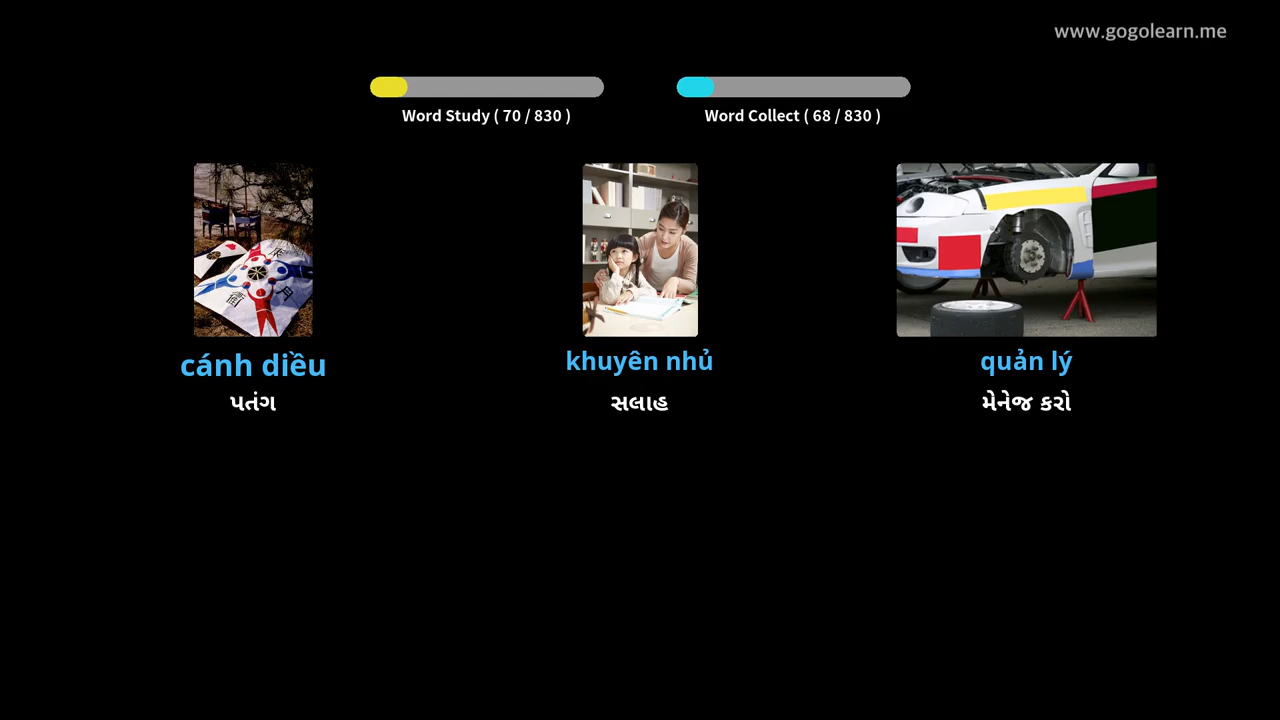 www.gogolearn.me
Word Study ( 70 / 830 )
Word Collect ( 68 / 830 )
cánh diều
khuyên nhủ
quản lý
પતંગ
સલાહ
મેનેજ કરો